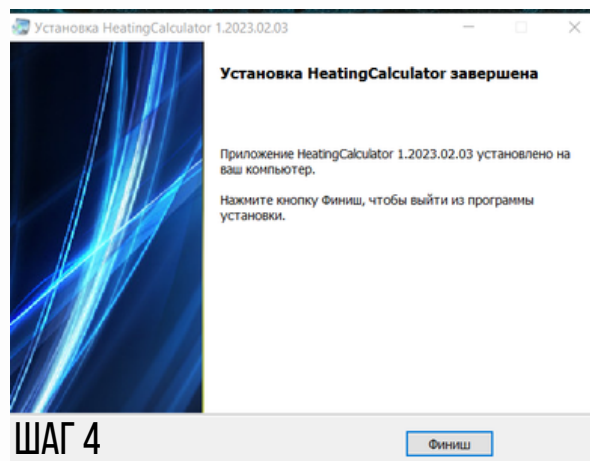 Установка HeatingCalculator 1.2023.02.03
Установка HeatingCalculator завершена
Приложение HeatingCalculator 1.2023.02.03 установлено на
ваш компьютер.
Нажмите кнопку Финиш, чтобы выйти из программы
установки.
ШАГ 4
Финиш